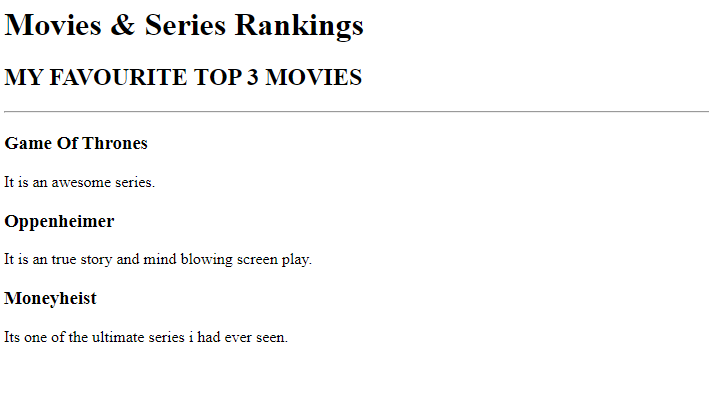 Movies & Series Rankings
MY FAVOURITE TOP 3 MOVIES
Game Of Thrones
It is an awesome series.
Oppenheimer
It is an true story and mind blowing screen play.
Moneyheist
Its one of the ultimate series i had ever seen.